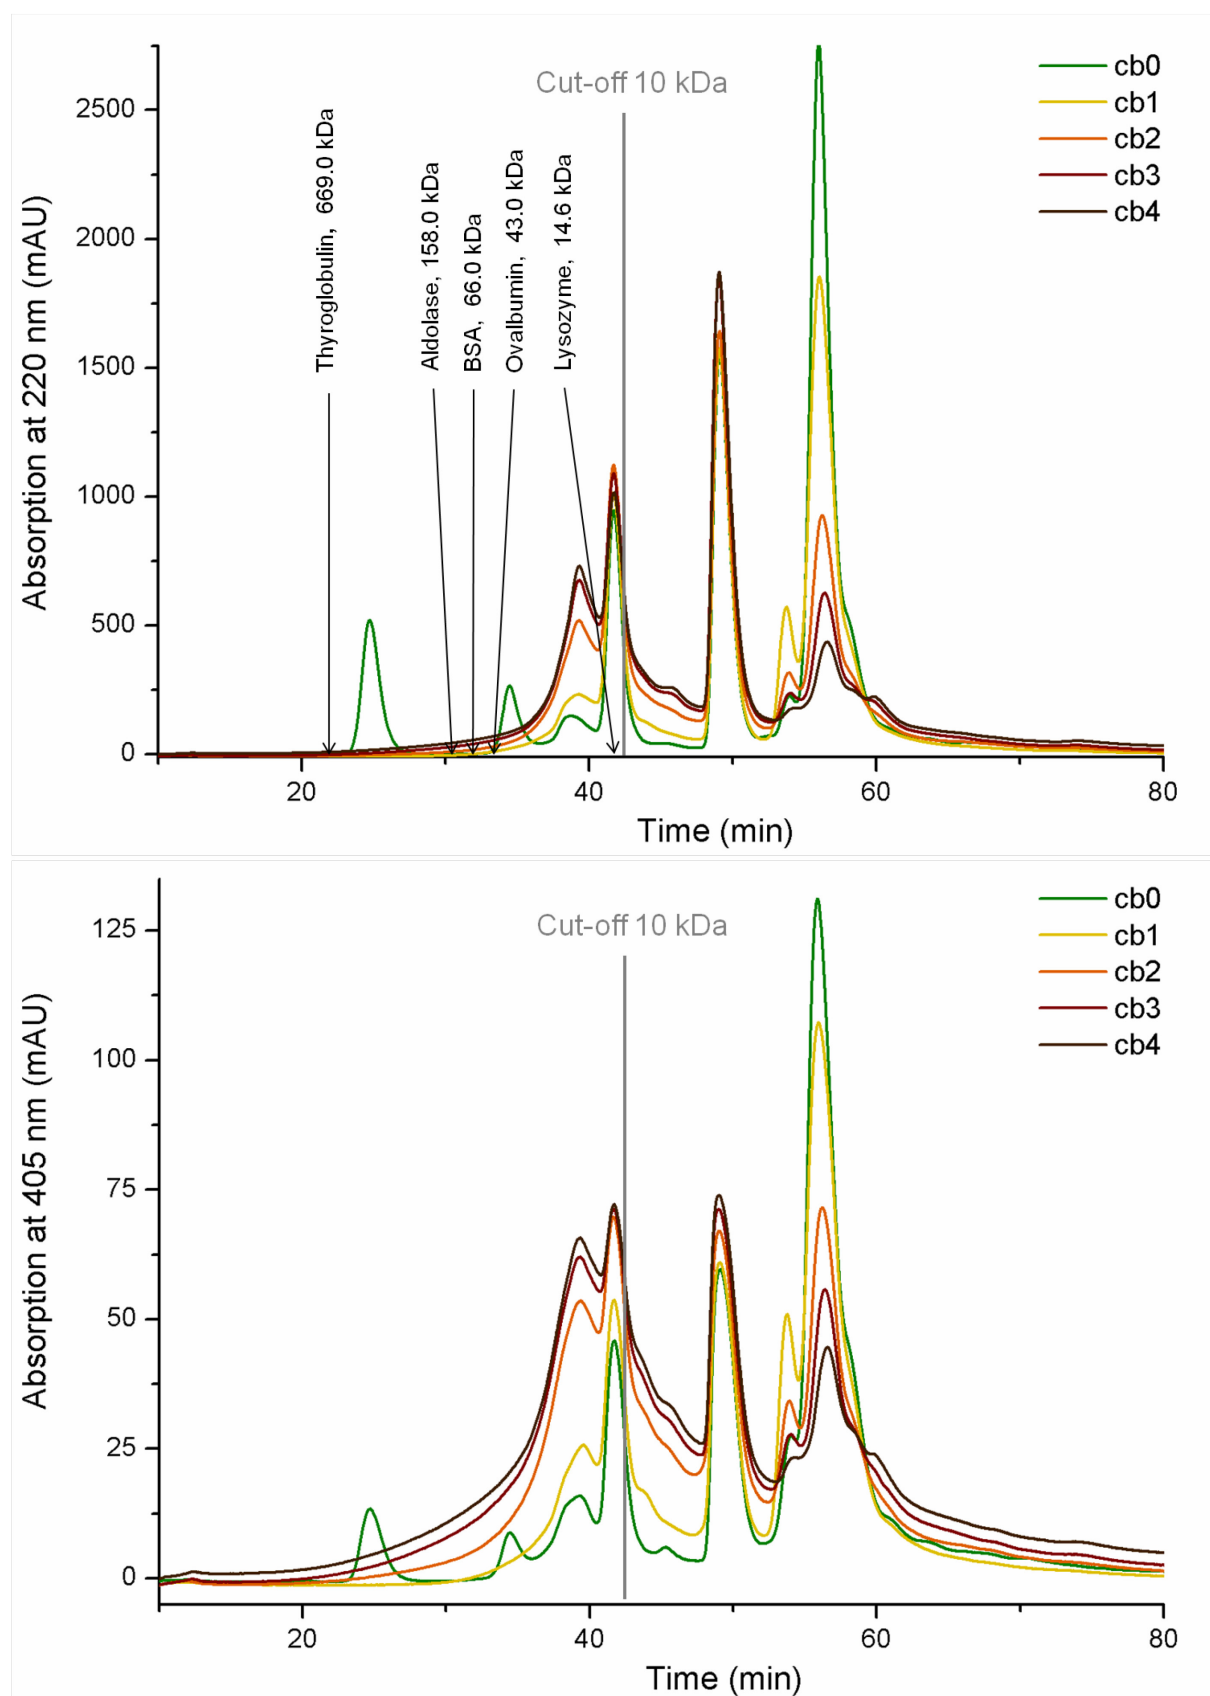 Absorption at 220 nm (mAU)
2500
2000
1500
1000
500
0
Thyroglobulin, 669.0 kDa
Aldolase, 158.0 kDa
BSA, 66.0 kDa
Ovalbumin, 43.0 kDa
Lysozyme, 14.6 kDa
Cut-off 10 kDa
cb0
cb1
cb2
cb3
cb4
20
40
60
80
Time (min)
Absorption at 405 nm (mAU)
125
100
75
50
25
0
Cut-off 10 kDa
cb0
cb1
cb2
cb3
cb4
20
40
60
80
Time (min)